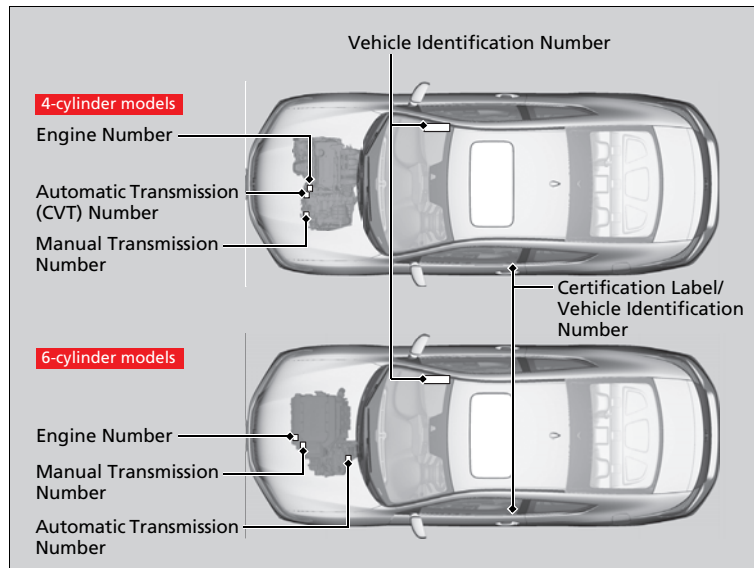 Vehicle Identification Number
4-cylinder models
Engine Number
Automatic Transmission
(CVT) Number
Manual Transmission
Number
Certification Label/
Vehicle Identification
Number
6-cylinder models
Engine Number
Manual Transmission
Number
Automatic Transmission
Number